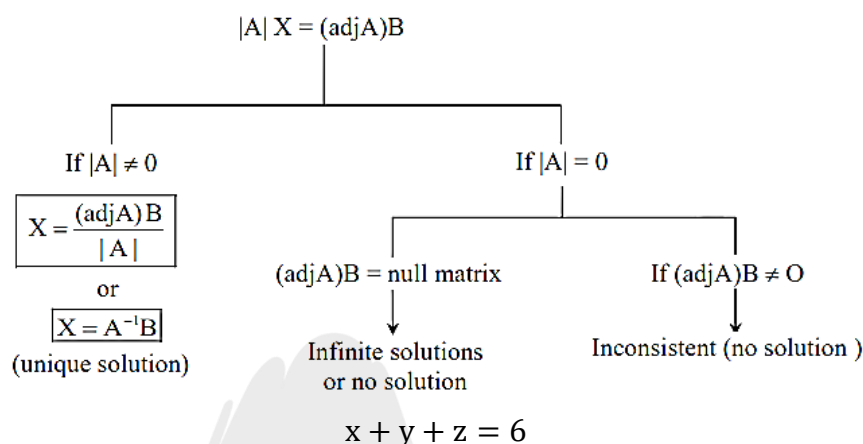 |A| X = (adjA)B
If |A| ≠ 0
X = (adjA) B / |A|
or
X = A⁻¹B
(unique solution)
If |A| = 0
(adjA)B = null matrix
Infinite solutions
or no solution
If (adjA)B ≠ O
Inconsistent (no solution )
x + y + z = 6